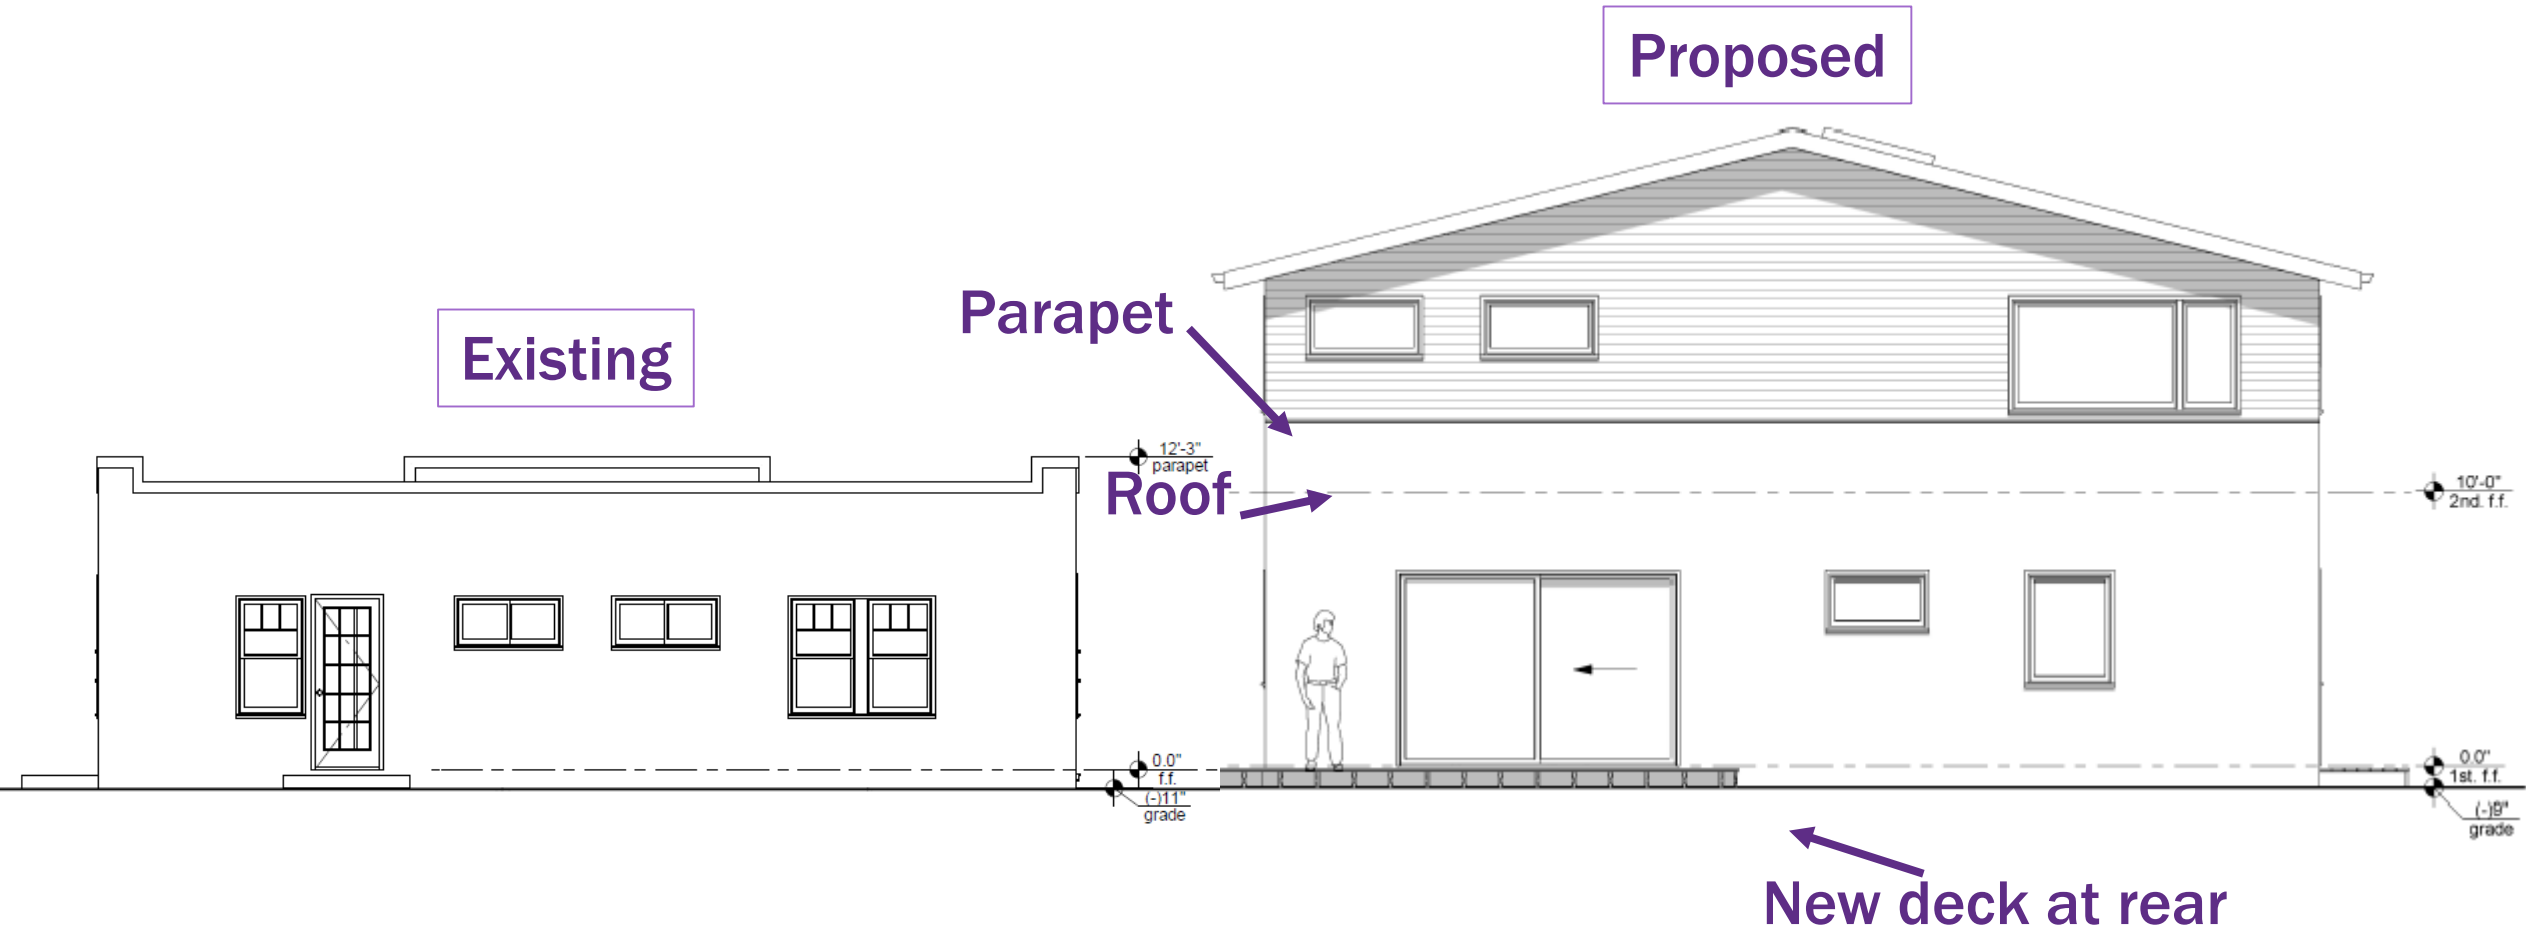 Proposed
Existing
Parapet
Roof
12'-3"
parapet
10'-0"
2nd. f.f.
0.0"
f.f.
(-)11"
grade
0.0"
1st. f.f.
(-)9"
grade
New deck at rear